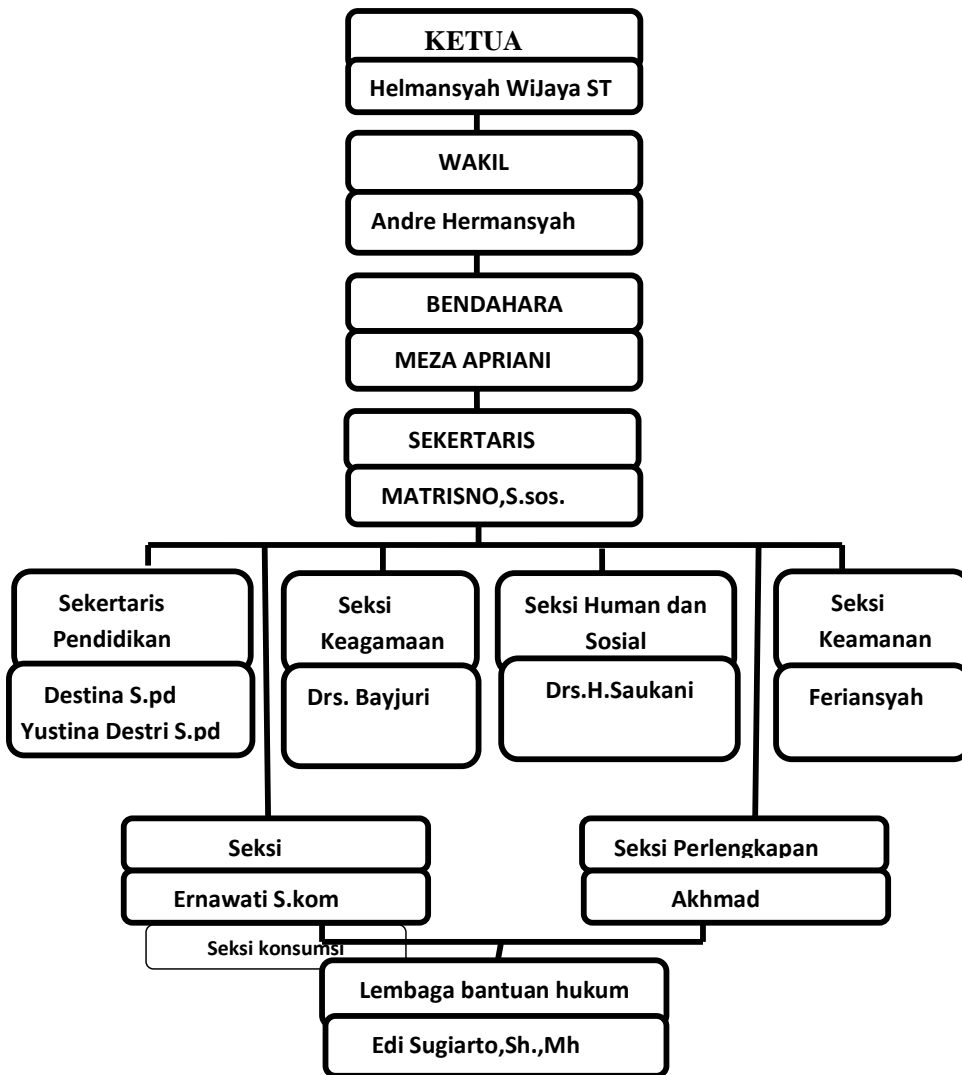 KETUA
Helmansyah WiJaya ST
WAKIL
Andre Hermansyah
BENDAHARA
MEZA APRIANI
SEKERTARIS
MATRISNO,S.sos.
Sekertaris
Pendidikan
Destina S.pd
Yustina Destri S.pd
Seksi
Keagamaan
Drs. Bayjuri
Seksi Human dan
Sosial
Drs.H.Saukani
Seksi
Keamanan
Feriansyah
Seksi
Ernawati S.kom
Seksi konsumsi
Seksi Perlengkapan
Akhmad
Lembaga bantuan hukum
Edi Sugiarto,Sh.,Mh